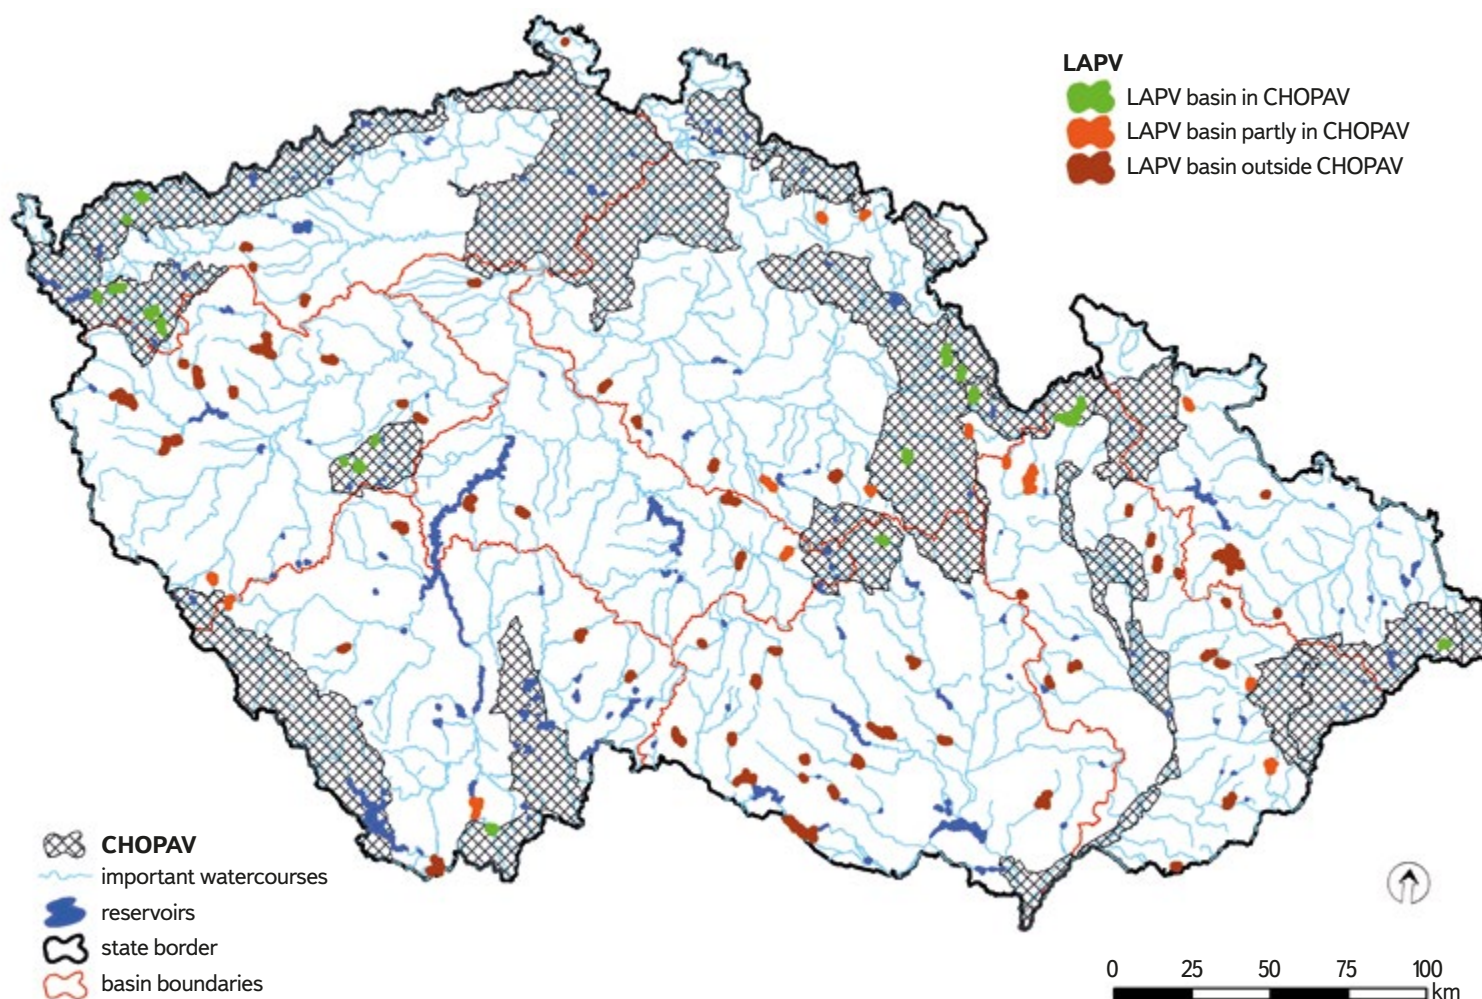 LAPV
LAPV basin in CHOPAV
LAPV basin partly in CHOPAV
LAPV basin outside CHOPAV
CHOPAV
important watercourses
reservoirs
state border
basin boundaries
0 25 50 75 100
km